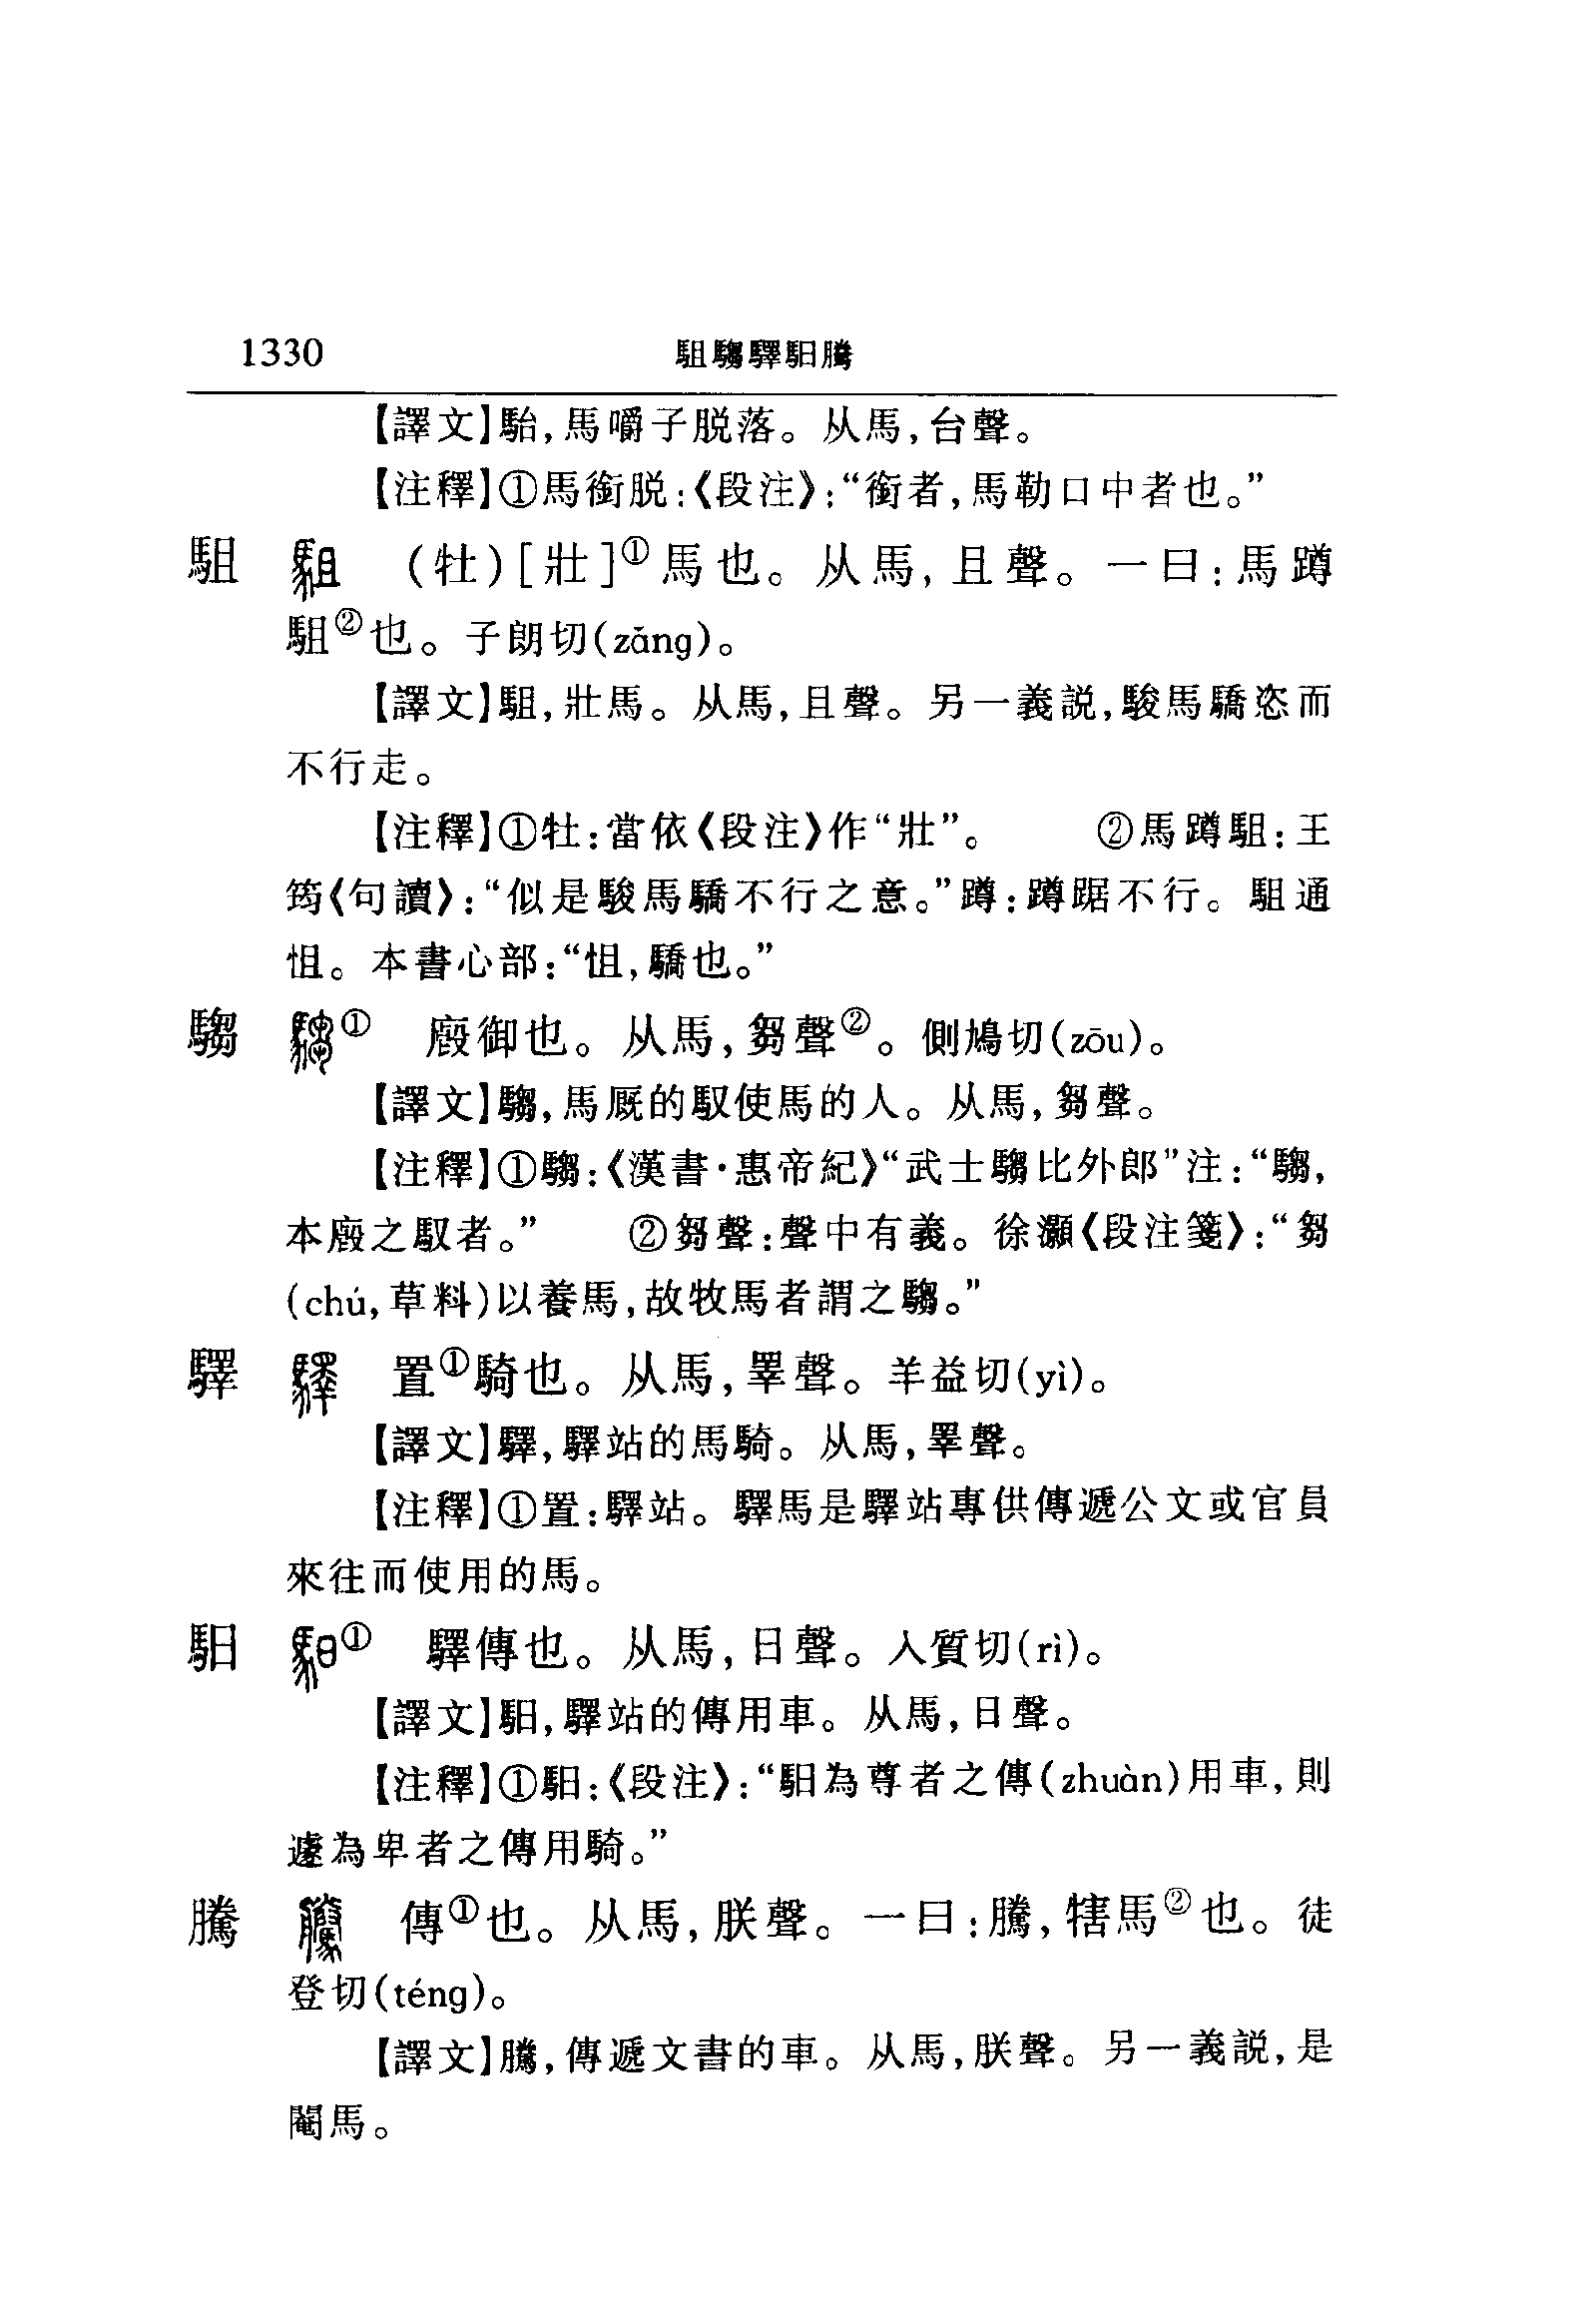 1330
駔騶驛馹騰
【譯文】駘,馬嚼子脱落。从馬,台聲。
【注釋】①馬銜脱:《段注》:“銜者,馬勒口中者也。”
駔 (牡)[壯]①馬也。从馬,且聲。一曰:馬蹲
駔②也。子朗切(zǎng)。
【譯文】駔,壯馬。从馬,且聲。另一義説,駿馬驕恣而
不行走。
【注釋】①牡:當依《段注》作“壯”。 ②馬蹲駔:王
筠《句讀》:“似是駿馬驕不行之意。”蹲:蹲踞不行。駔通
怚。本書心部:“怚,驕也。”
騶 ① 廄御也。从馬,芻聲②。側鳩切(zōu)。
【譯文】騶,馬厩的馭使馬的人。从馬,芻聲。
【注釋】①騶:《漢書·惠帝紀》“武士騶比外郎”注:“騶,
本廄之馭者。” ②芻聲:聲中有義。徐灝《段注箋》:“芻
(chú,草料)以養馬,故牧馬者謂之騶。”
驛 置①騎也。从馬,睪聲。羊益切(yì)。
【譯文】驛,驛站的馬騎。从馬,睪聲。
【注釋】①置:驛站。驛馬是驛站專供傳遞公文或官員
來往而使用的馬。
馹 ① 驛傳也。从馬,日聲。人質切(rì)。
【譯文】馹,驛站的傳用車。从馬,日聲。
【注釋】①馹:《段注》:“馹為尊者之傳(zhuàn)用車,則
遽為卑者之傳用騎。”
騰 傳①也。从馬,朕聲。一曰:騰,犗馬②也。徒
登切(téng)。
【譯文】騰,傳遞文書的車。从馬,朕聲。另一義説,是
閹馬。